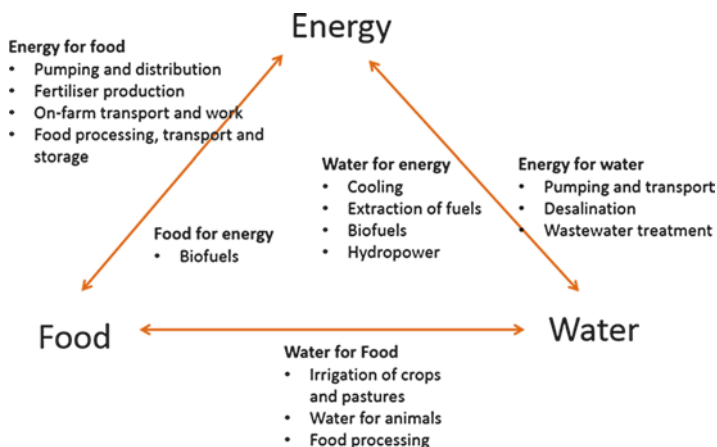 Energy
Energy for food
• Pumping and distribution
• Fertiliser production
• On-farm transport and work
• Food processing, transport and
storage
Water for energy
• Cooling
• Extraction of fuels
• Biofuels
• Hydropower
Energy for water
• Pumping and transport
• Desalination
• Wastewater treatment
Food for energy
• Biofuels
Food
Water
Water for Food
• Irrigation of crops
and pastures
• Water for animals
• Food processing